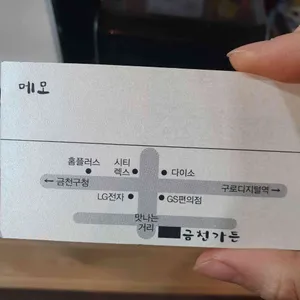 메모
홈플러스
시티
렉스
다이소
← 금천구청
구로디지탈역 →
LG전자
GS편의점
맛나는
거리
금천가든